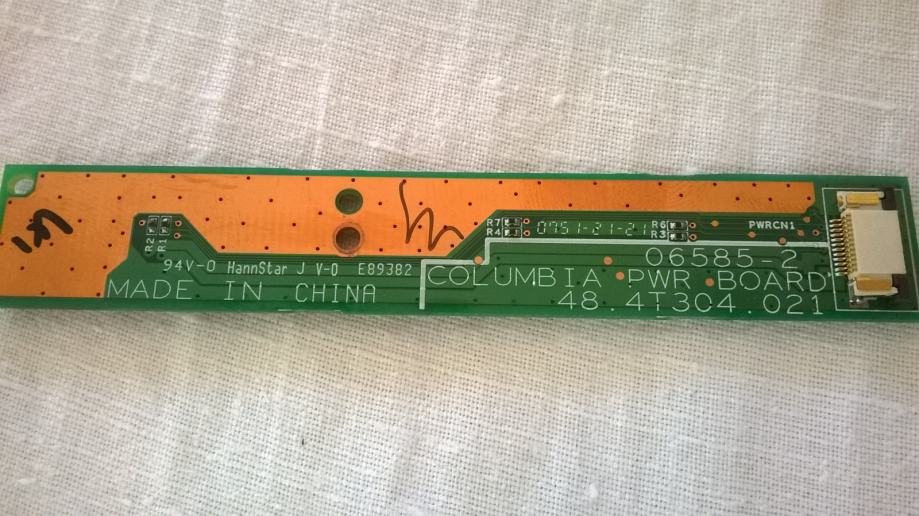 R7
R4
0751-21-21
R6
R3
PWRCN1
R2
R1
06585-2
94V-0 HannStar J V-0 E89382
COLUMBIA PWR BOARD
MADE IN CHINA
48.4T304.021